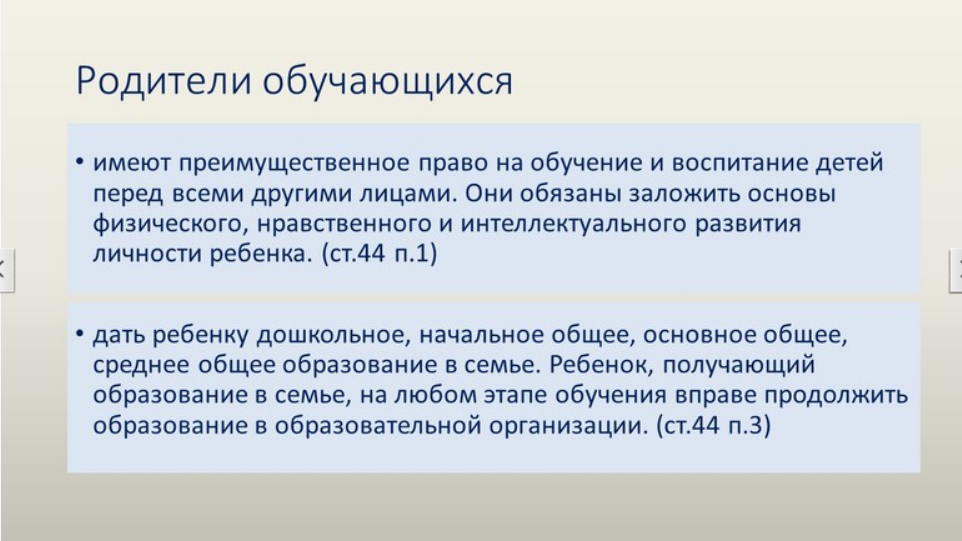 Родители обучающихся
• имеют преимущественное право на обучение и воспитание детей
перед всеми другими лицами. Они обязаны заложить основы
физического, нравственного и интеллектуального развития
личности ребенка. (ст.44 п.1)
• дать ребенку дошкольное, начальное общее, основное общее,
среднее общее образование в семье. Ребенок, получающий
образование в семье, на любом этапе обучения вправе продолжить
образование в образовательной организации. (ст.44 п.3)